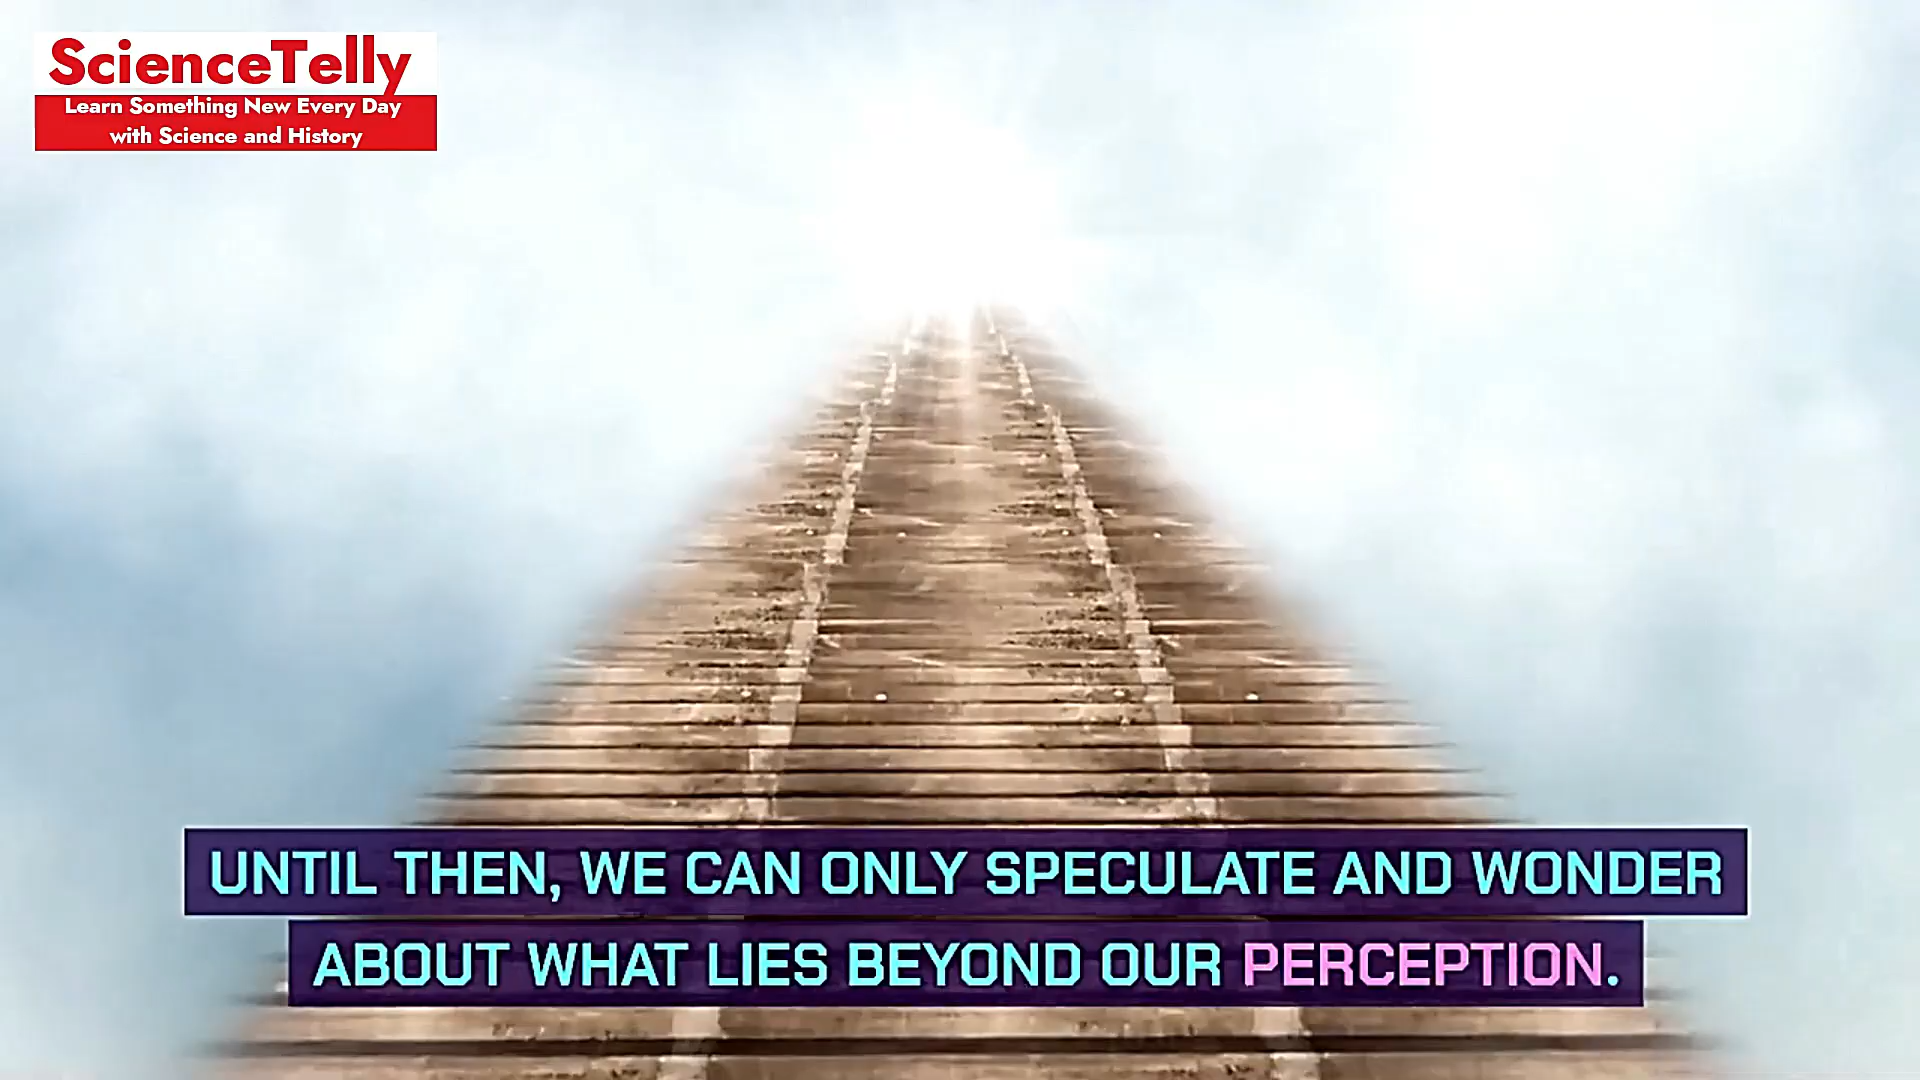 ScienceTelly
Learn Something New Every Day
with Science and History
UNTIL THEN, WE CAN ONLY SPECULATE AND WONDER
ABOUT WHAT LIES BEYOND OUR PERCEPTION.